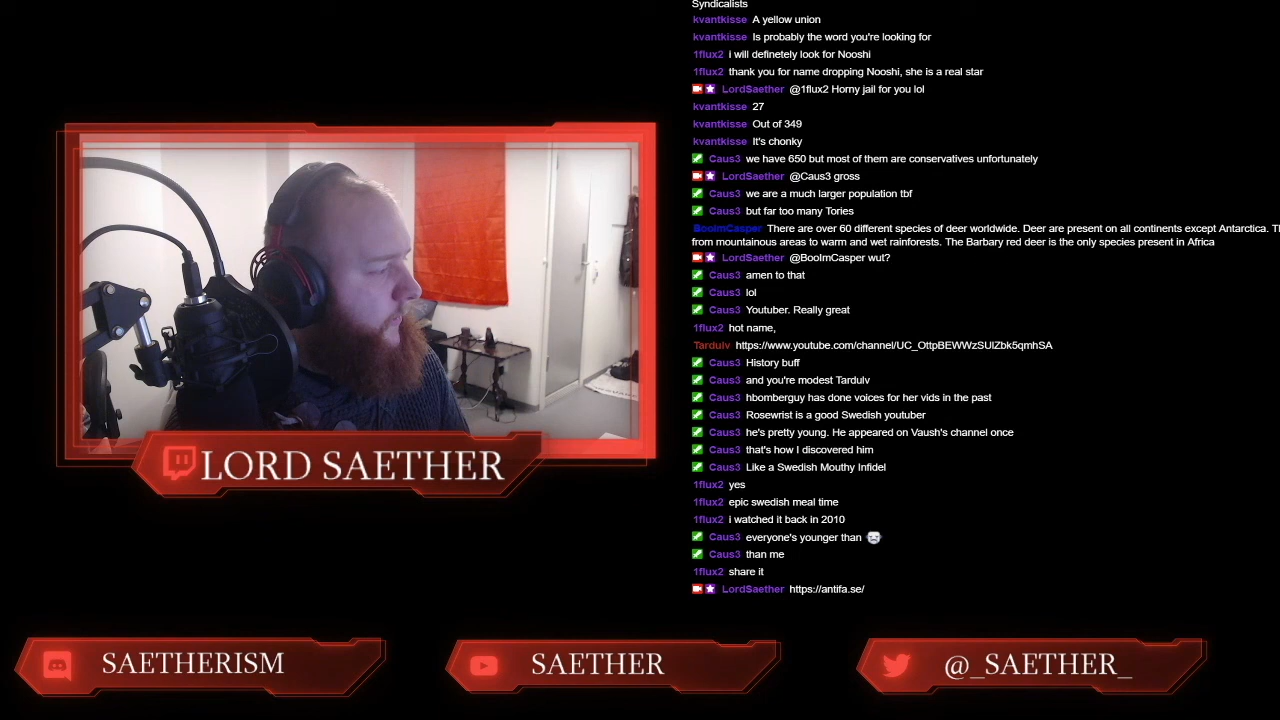 Syndicalists
kvantkisse A yellow union
kvantkisse Is probably the word you're looking for
1flux2 i will definetely look for Nooshi
1flux2 thank you for name dropping Nooshi, she is a real star
LordSaether @1flux2 Horny jail for you lol
kvantkisse 27
kvantkisse Out of 349
kvantkisse It's chonky
Caus3 we have 650 but most of them are conservatives unfortunately
LordSaether @Caus3 gross
Caus3 we are a much larger population tbf
Caus3 but far too many Tories
BooImCasper There are over 60 different species of deer worldwide. Deer are present on all continents except Antarctica.
from mountainous areas to warm and wet rainforests. The Barbary red deer is the only species present in Africa
LordSaether @BooImCasper wut?
Caus3 amen to that
Caus3 lol
Caus3 Youtuber. Really great
1flux2 hot name,
Tardulv https://www.youtube.com/channel/UC_OttpBEWWzSUlZbk5qmhSA
Caus3 History buff
Caus3 and you're modest Tardulv
Caus3 hbomberguy has done voices for her vids in the past
Caus3 Rosewrist is a good Swedish youtuber
Caus3 he's pretty young. He appeared on Vaush's channel once
Caus3 that's how I discovered him
Caus3 Like a Swedish Mouthy Infidel
1flux2 yes
1flux2 epic swedish meal time
1flux2 i watched it back in 2010
Caus3 everyone's younger than
Caus3 than me
1flux2 share it
LordSaether https://antifa.se/
LORD SAETHER
SAETHERISM
SAETHER
@_SAETHER_